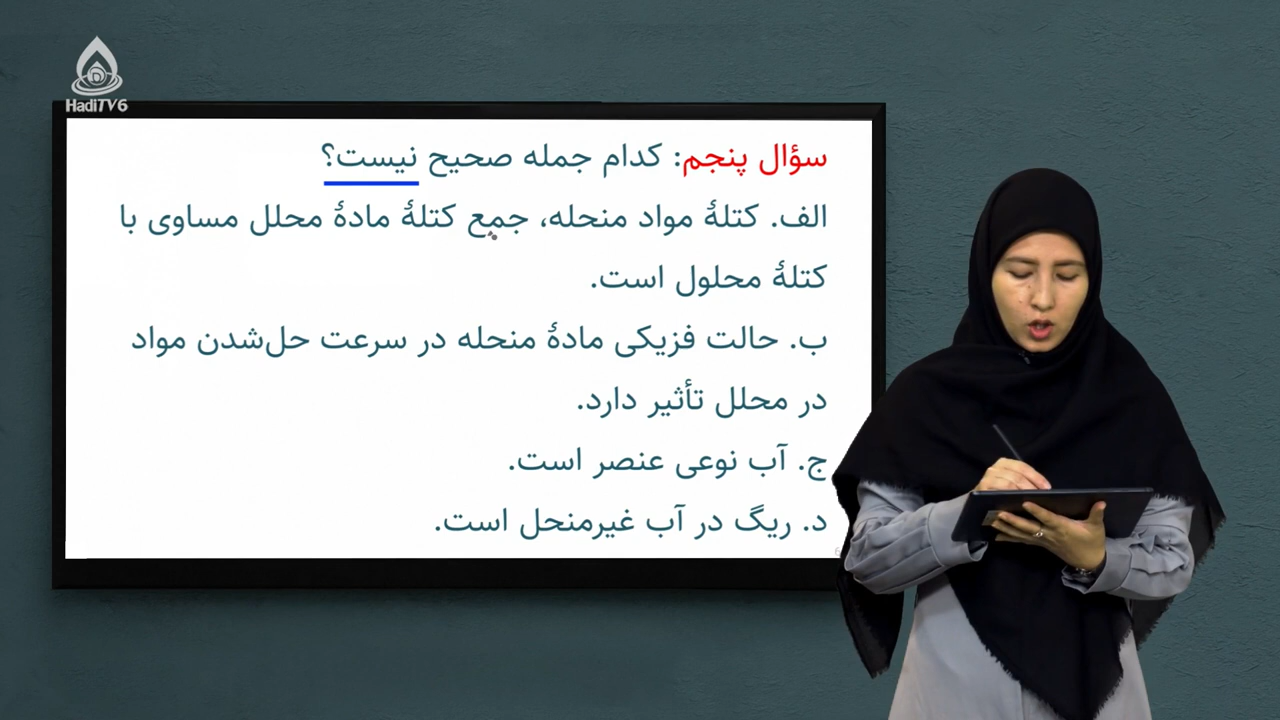 HadiTV6
سؤال پنجم: کدام جمله صحیح نیست؟
الف. کتلهٔ مواد منحله، جمع کتلهٔ مادهٔ محلل مساوی با
کتلهٔ محلول است.
ب. حالت فزیکی مادهٔ منحله در سرعت حل‌شدن مواد
در محلل تأثیر دارد.
ج. آب نوعی عنصر است.
د. ریگ در آب غیرمنحل است.
6